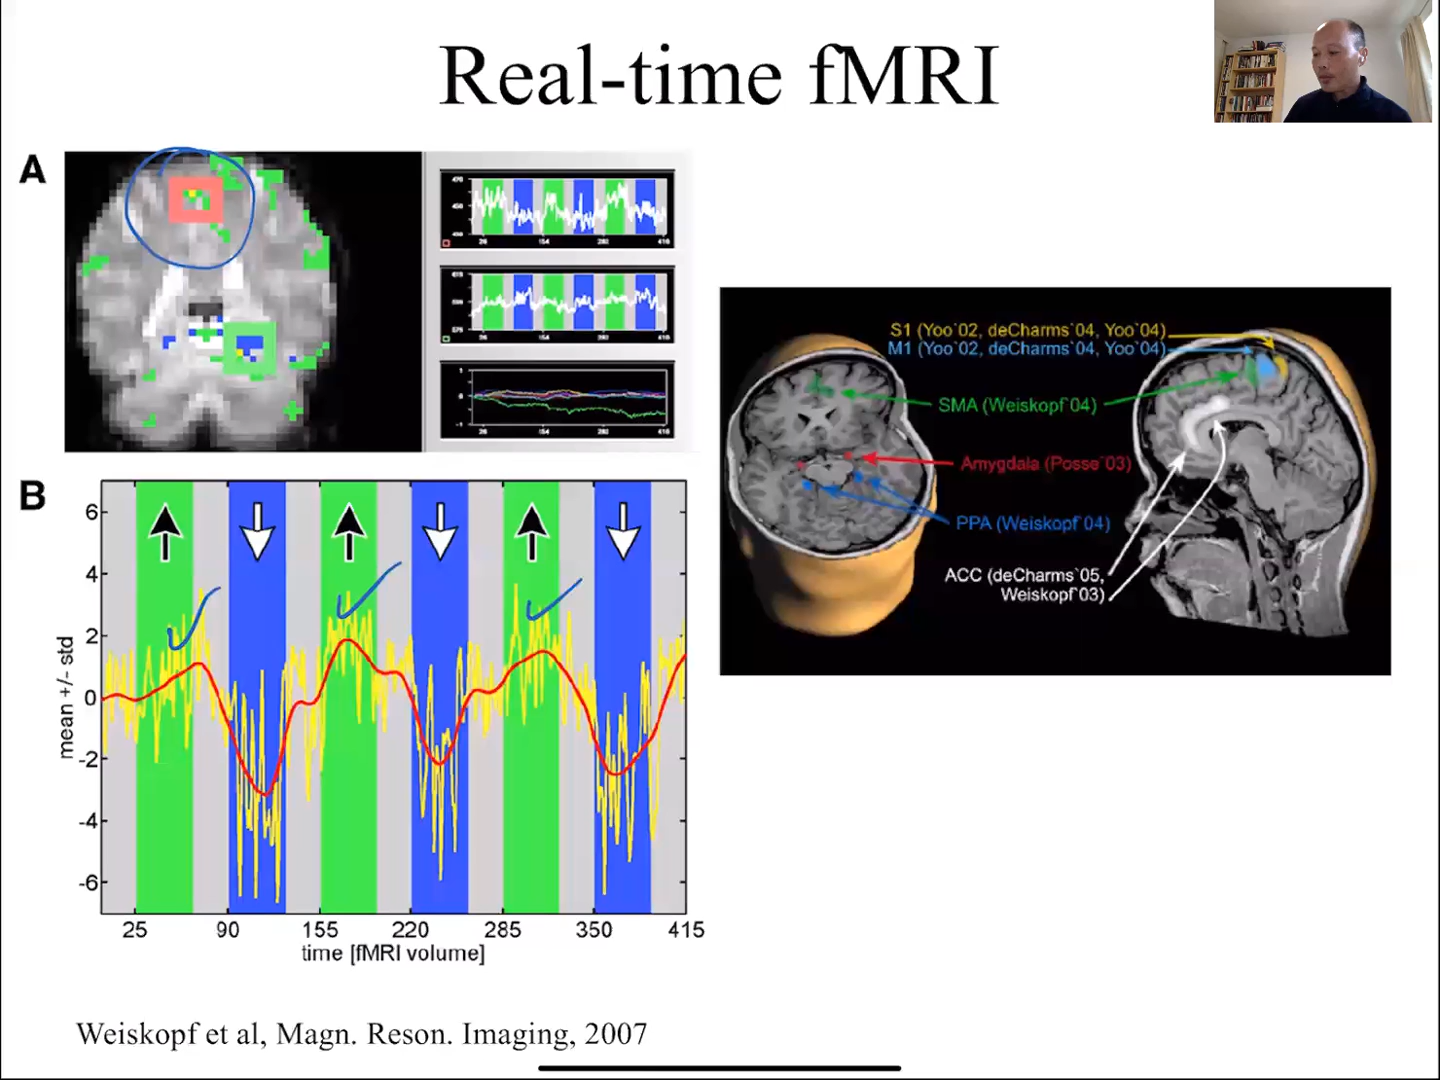 Real-time fMRI
A
B
6
4
2
0
-2
-4
-6
mean +/- std
25 90 155 220 285 350 415
time [fMRI volume]
S1 (Yoo`02, deCharms`04, Yoo`04)
M1 (Yoo`02, deCharms`04, Yoo`04)
SMA (Weiskopf`04)
Amygdala (Posse`03)
PPA (Weiskopf`04)
ACC (deCharms`05,
Weiskopf`03)
Weiskopf et al, Magn. Reson. Imaging, 2007